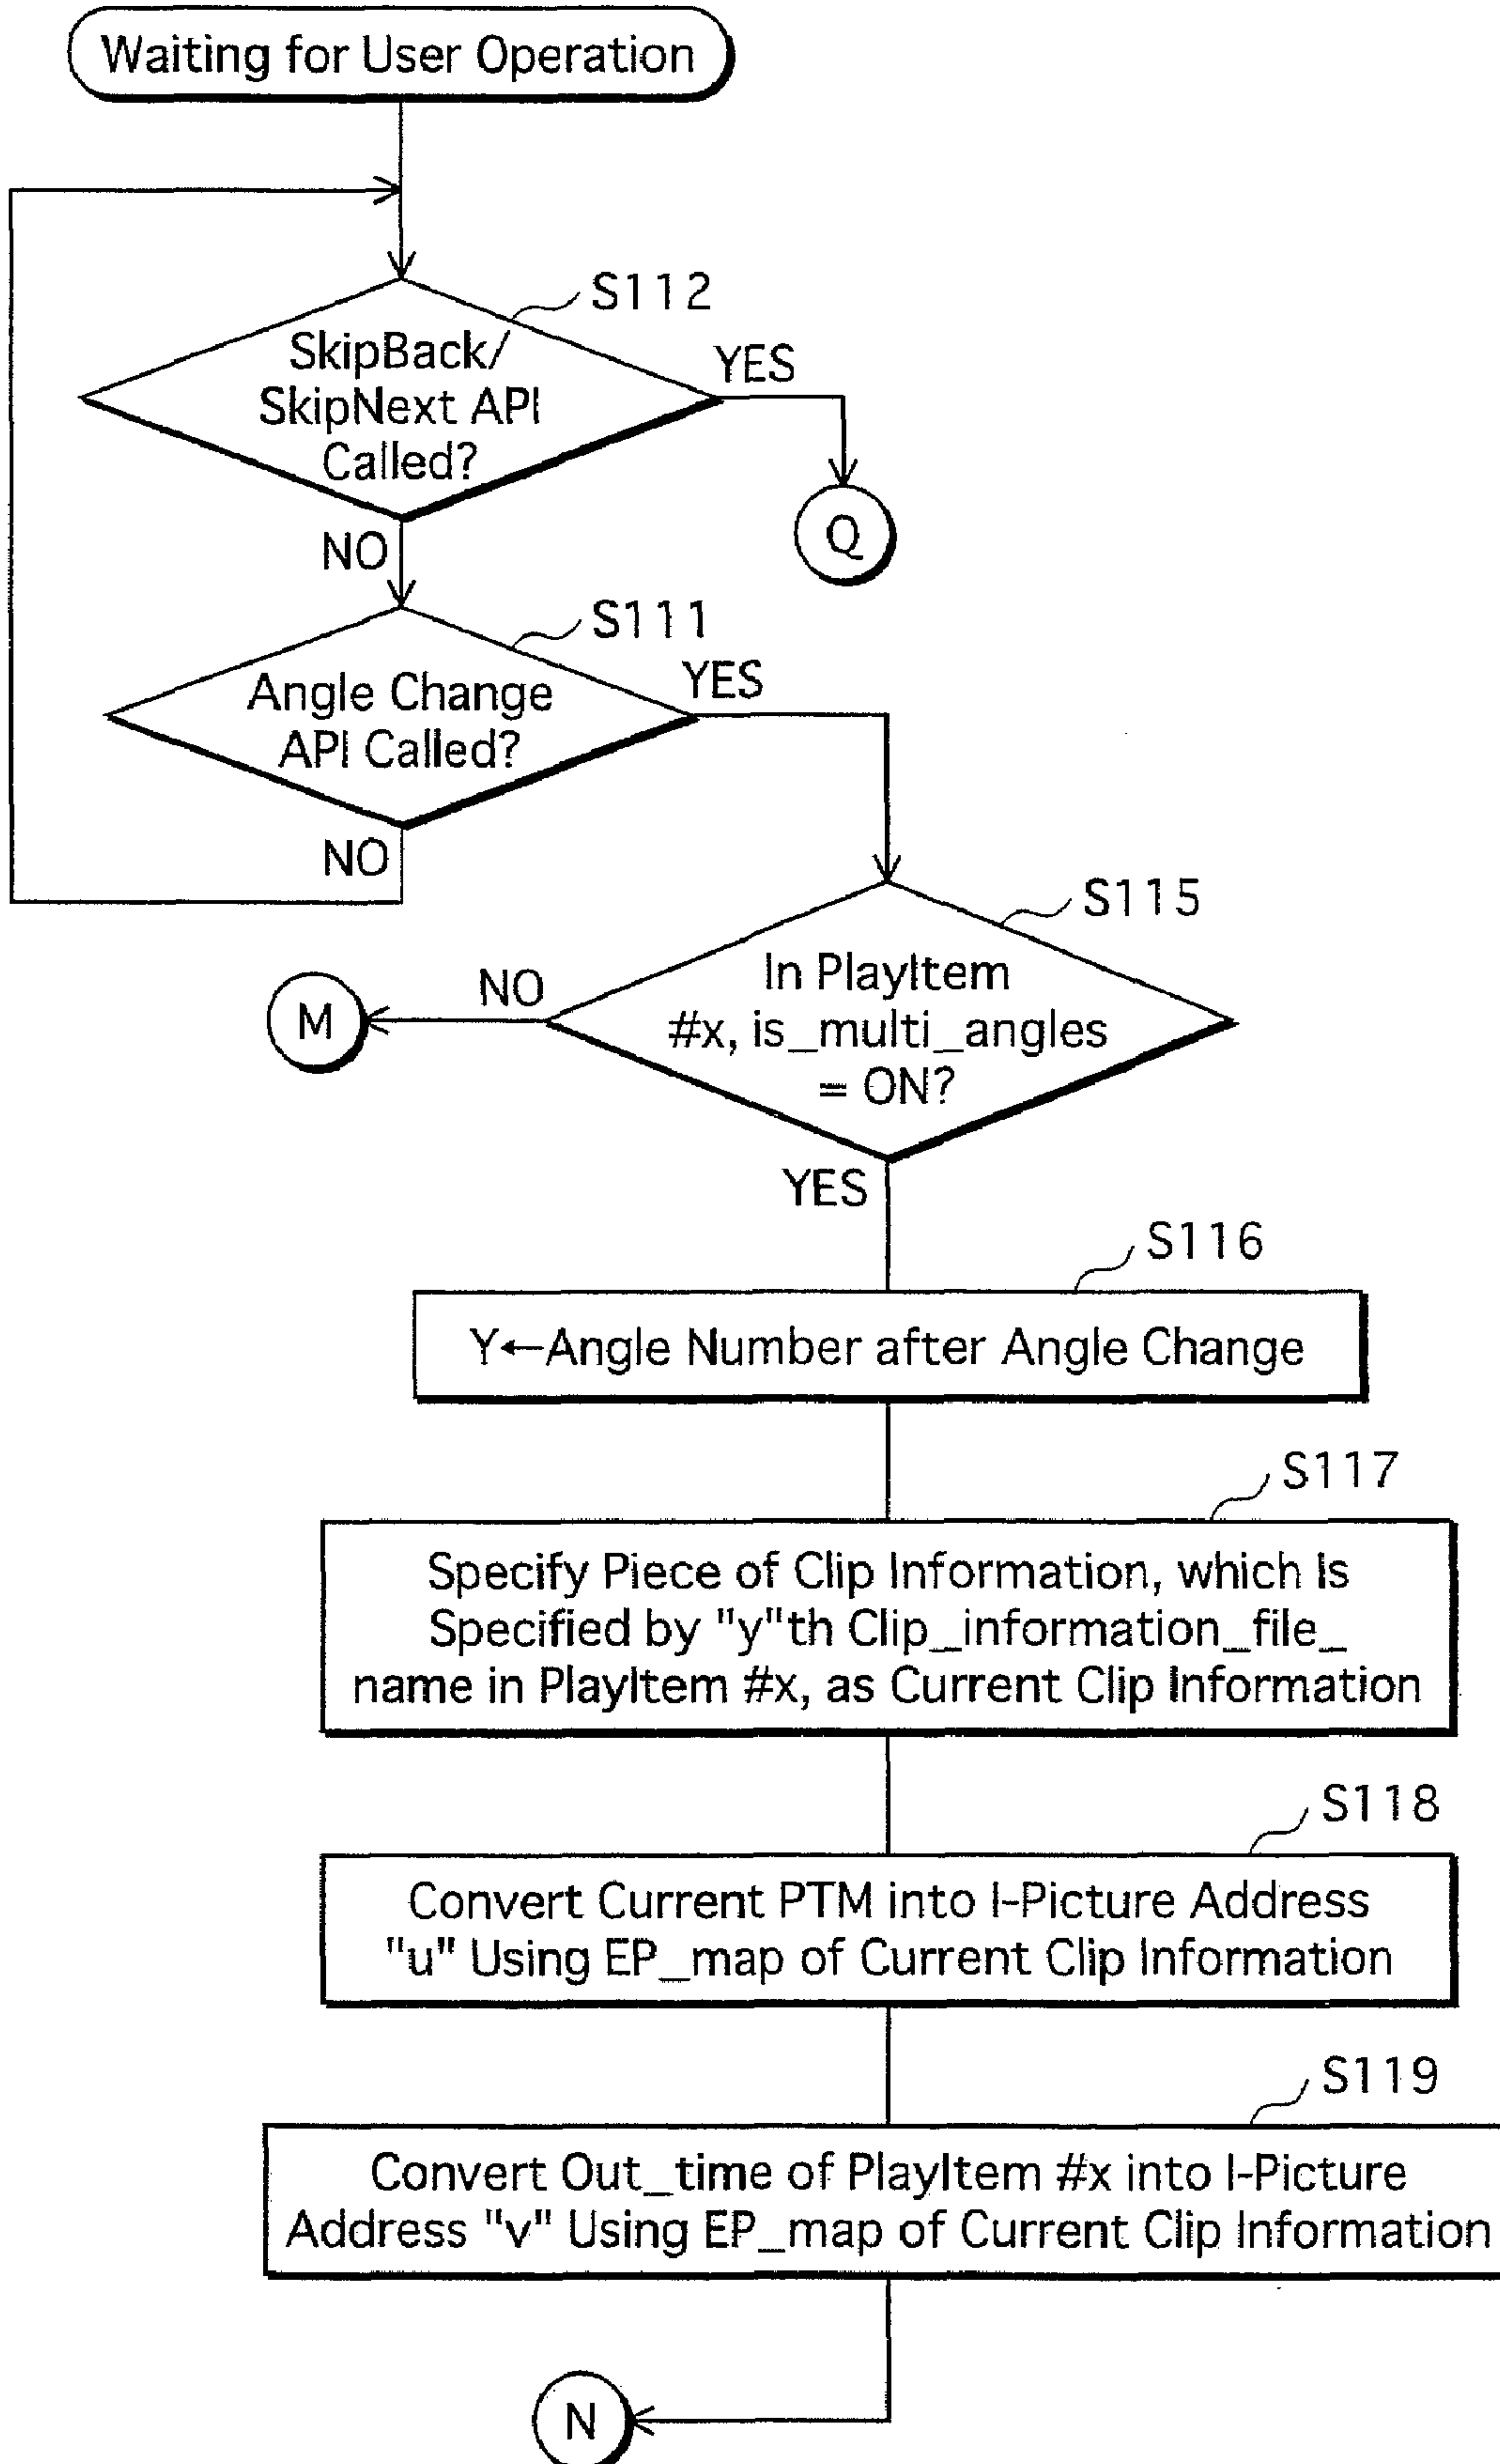 Waiting for User Operation
S112
SkipBack/
SkipNext API
Called?
YES
Q
NO
S111
Angle Change
API Called?
YES
NO
S115
In PlayItem
#x, is_multi_angles
= ON?
NO
M
YES
S116
Y←Angle Number after Angle Change
S117
Specify Piece of Clip Information, which Is
Specified by "y"th Clip_information_file_
name in PlayItem #x, as Current Clip Information
S118
Convert Current PTM into I-Picture Address
"u" Using EP_map of Current Clip Information
S119
Convert Out_time of PlayItem #x into I-Picture
Address "v" Using EP_map of Current Clip Information
N